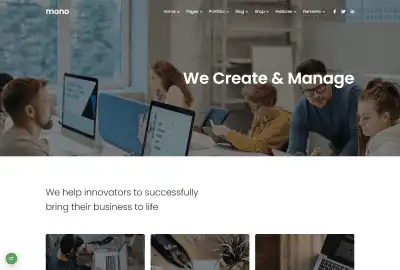 mono
Home Pages Portfolio Blog Shop Features Elements
We Create & Manage
We help innovators to successfully
bring their business to life